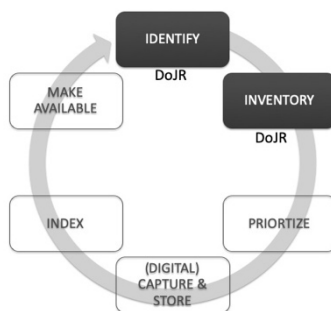 IDENTIFY
DoJR
INVENTORY
DoJR
PRIORTIZE
(DIGITAL)
CAPTURE &
STORE
INDEX
MAKE
AVAILABLE